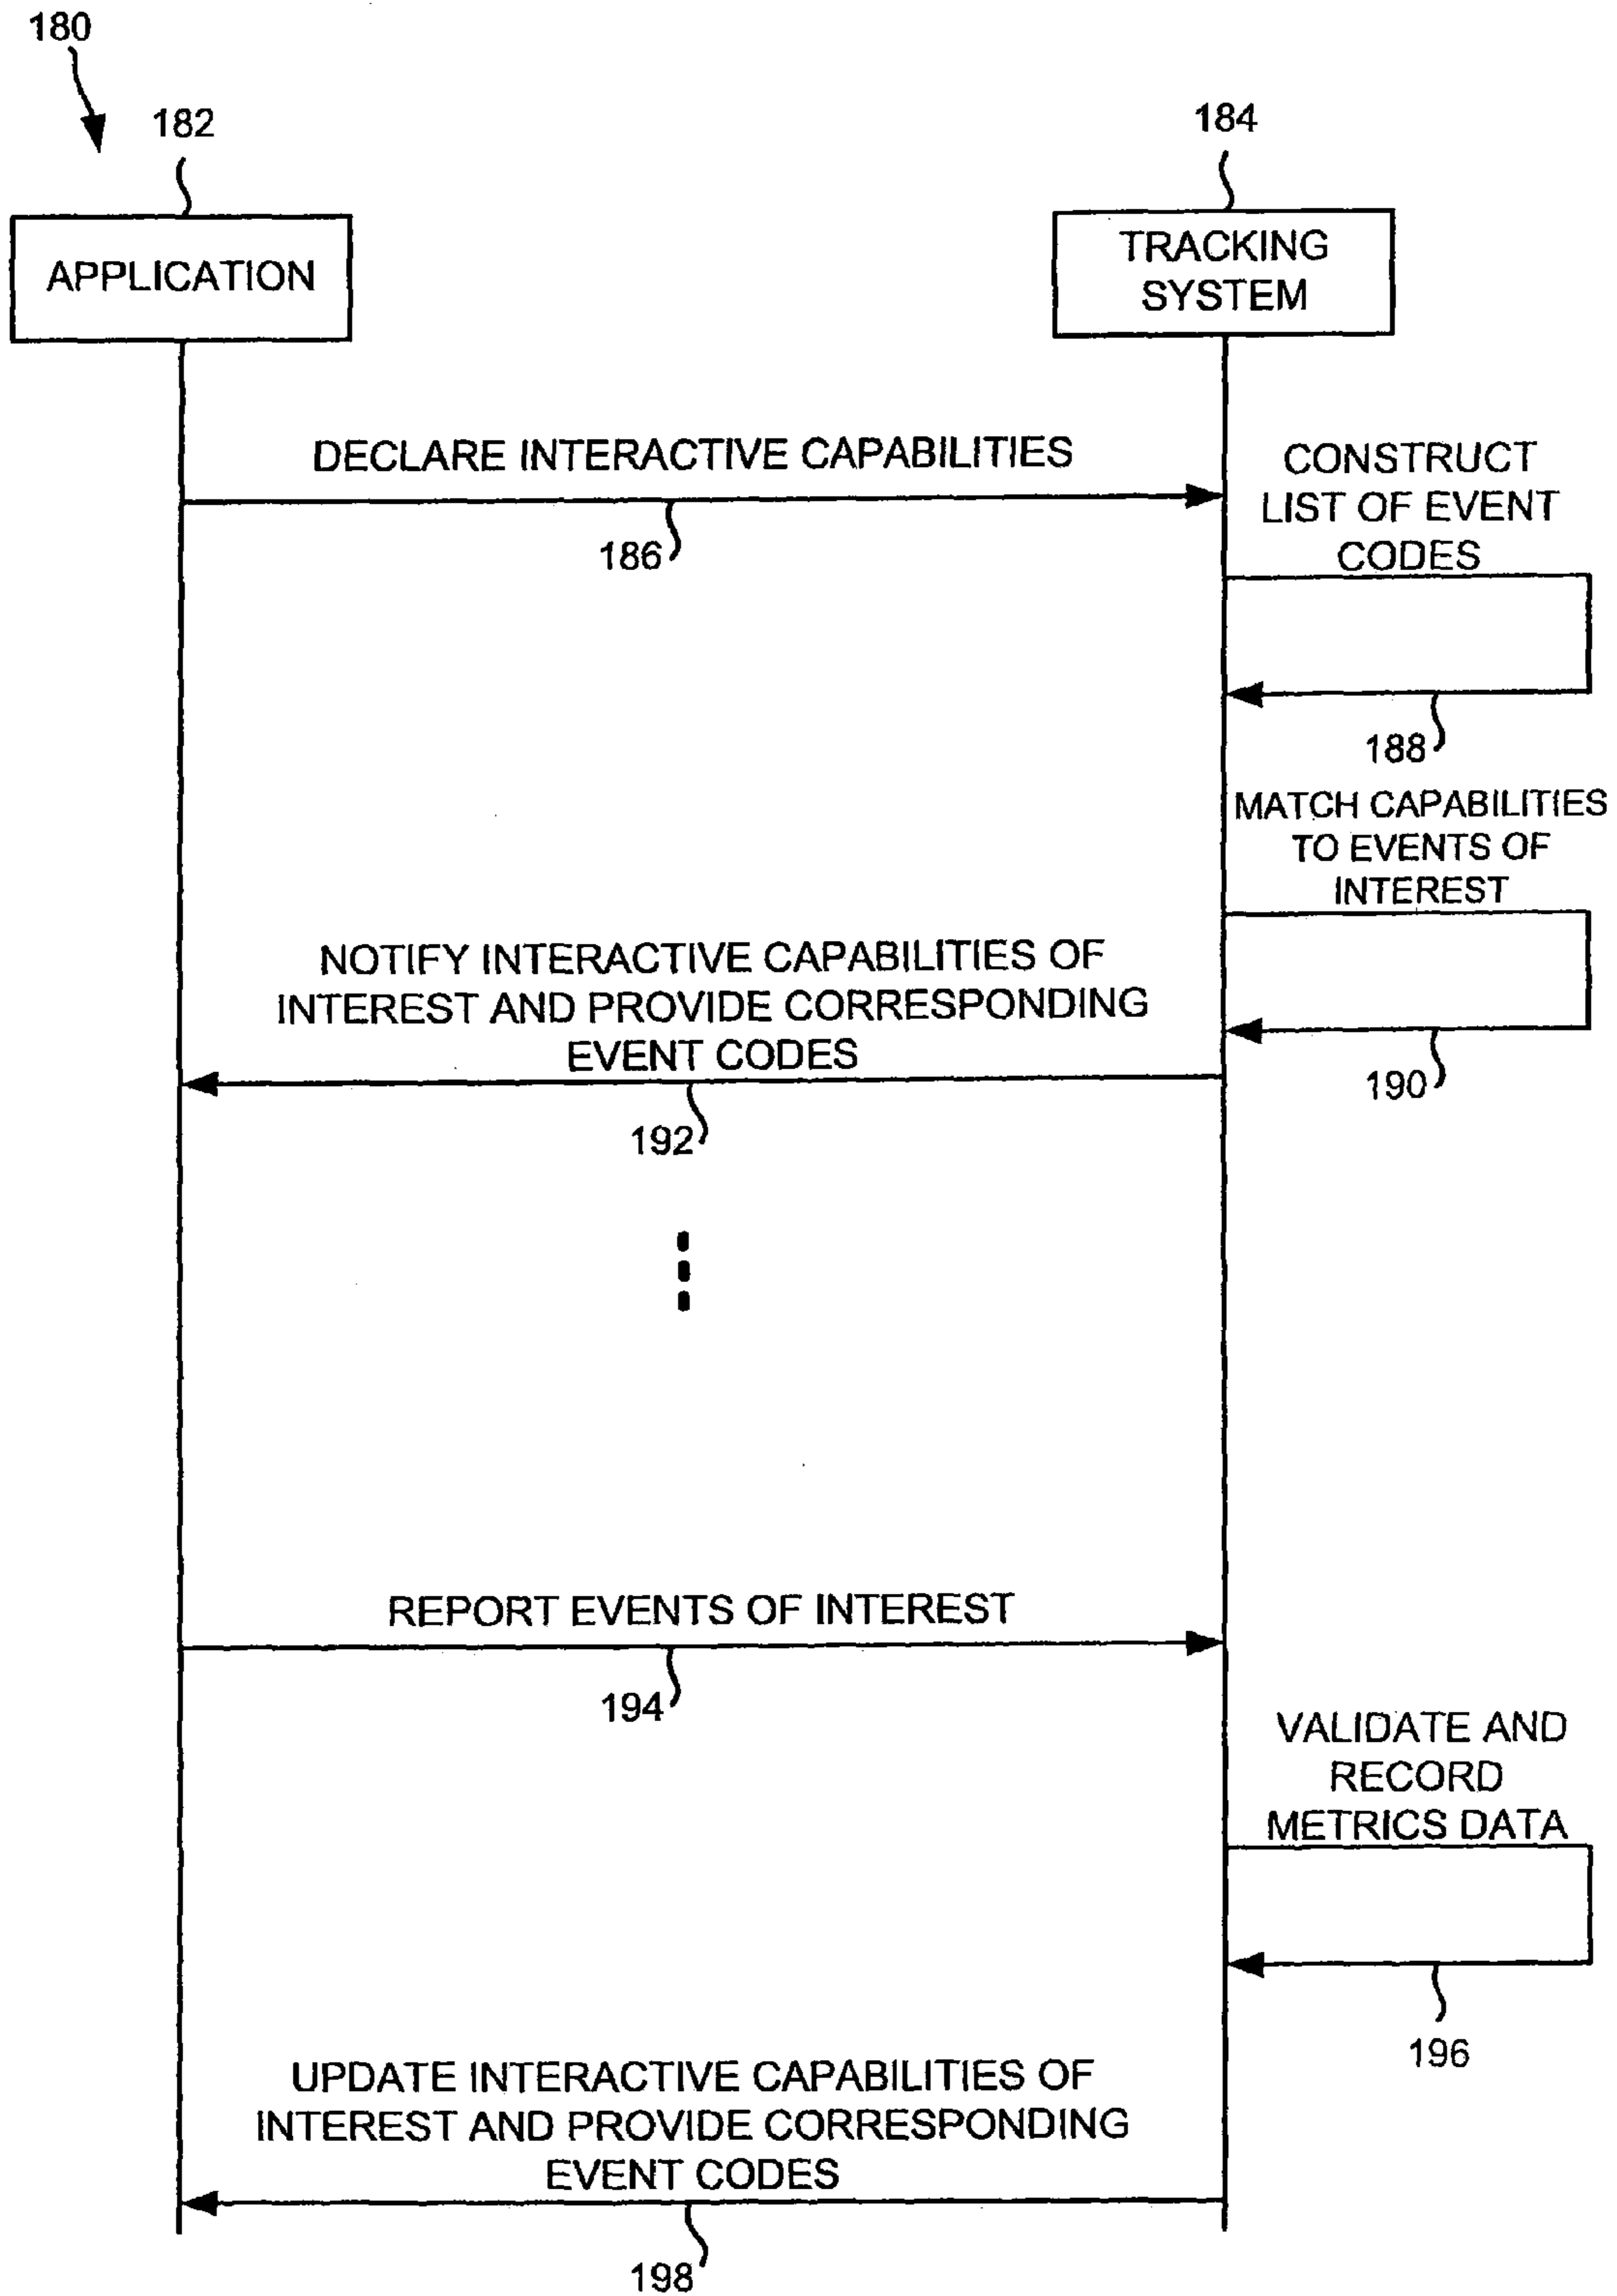 180
182
184
APPLICATION
TRACKING
SYSTEM
DECLARE INTERACTIVE CAPABILITIES
186
CONSTRUCT
LIST OF EVENT
CODES
188
MATCH CAPABILITIES
TO EVENTS OF
INTEREST
190
NOTIFY INTERACTIVE CAPABILITIES OF
INTEREST AND PROVIDE CORRESPONDING
EVENT CODES
192
REPORT EVENTS OF INTEREST
194
VALIDATE AND
RECORD
METRICS DATA
196
UPDATE INTERACTIVE CAPABILITIES OF
INTEREST AND PROVIDE CORRESPONDING
EVENT CODES
198